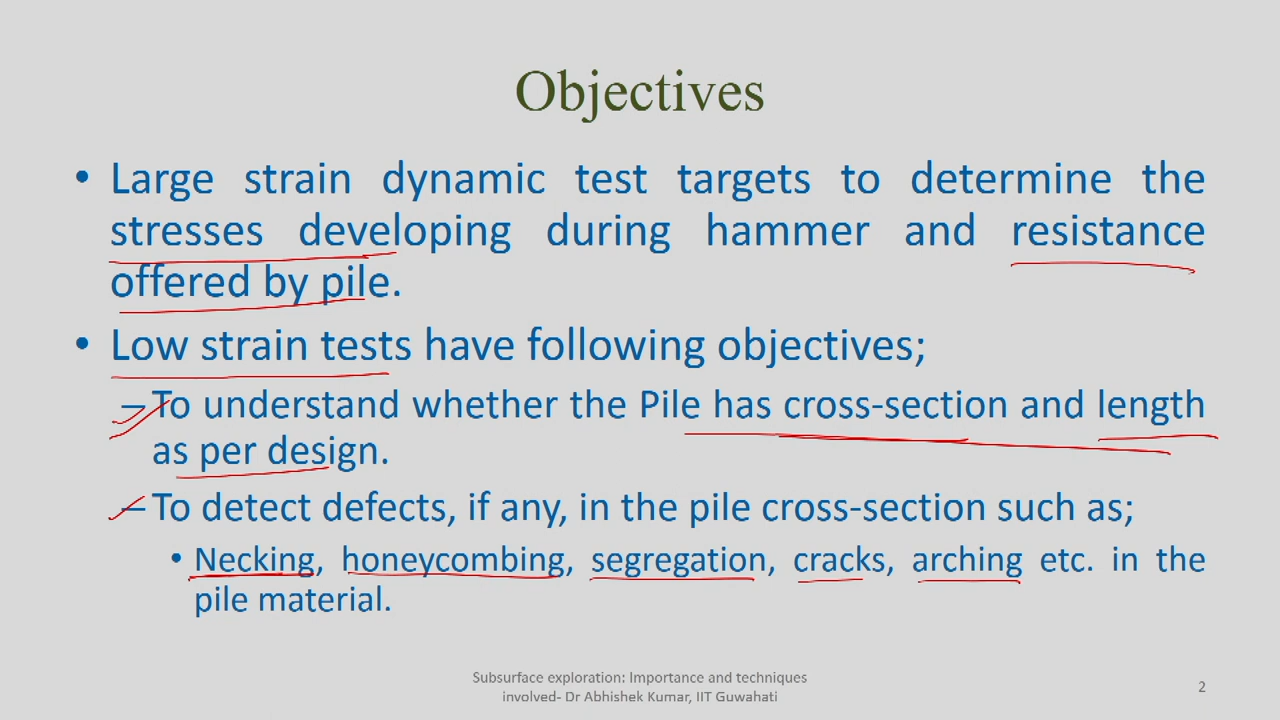 Objectives
• Large strain dynamic test targets to determine the
stresses developing during hammer and resistance
offered by pile.
• Low strain tests have following objectives;
–To understand whether the Pile has cross-section and length
as per design.
–To detect defects, if any, in the pile cross-section such as;
• Necking, honeycombing, segregation, cracks, arching etc. in the
pile material.
Subsurface exploration: Importance and techniques
involved- Dr Abhishek Kumar, IIT Guwahati
2